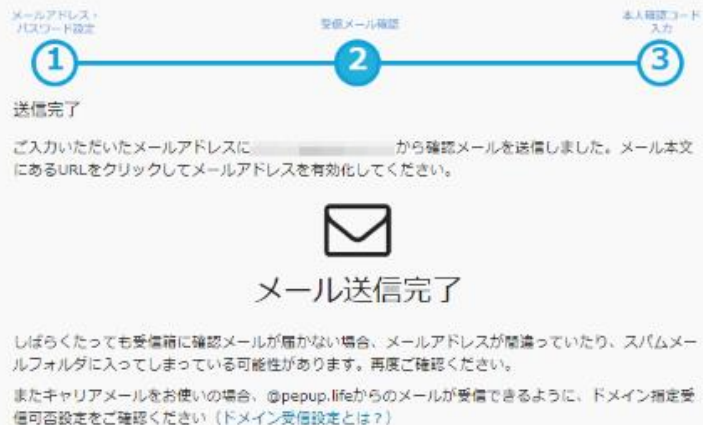 メールアドレス・
パスワード設定
受信メール確認
本人確認コード
入力
1
2
3
送信完了
ご入力いただいたメールアドレスに から確認メールを送信しました。メール本文
にあるURLをクリックしてメールアドレスを有効化してください。
メール送信完了
しばらくたっても受信箱に確認メールが届かない場合、メールアドレスが間違っていたり、スパムメー
ルフォルダに入ってしまっている可能性があります。再度ご確認ください。
またキャリアメールをお使いの場合、@pepup.lifeからのメールが受信できるように、ドメイン指定受
信可否設定をご確認ください（ドメイン受信設定とは？）